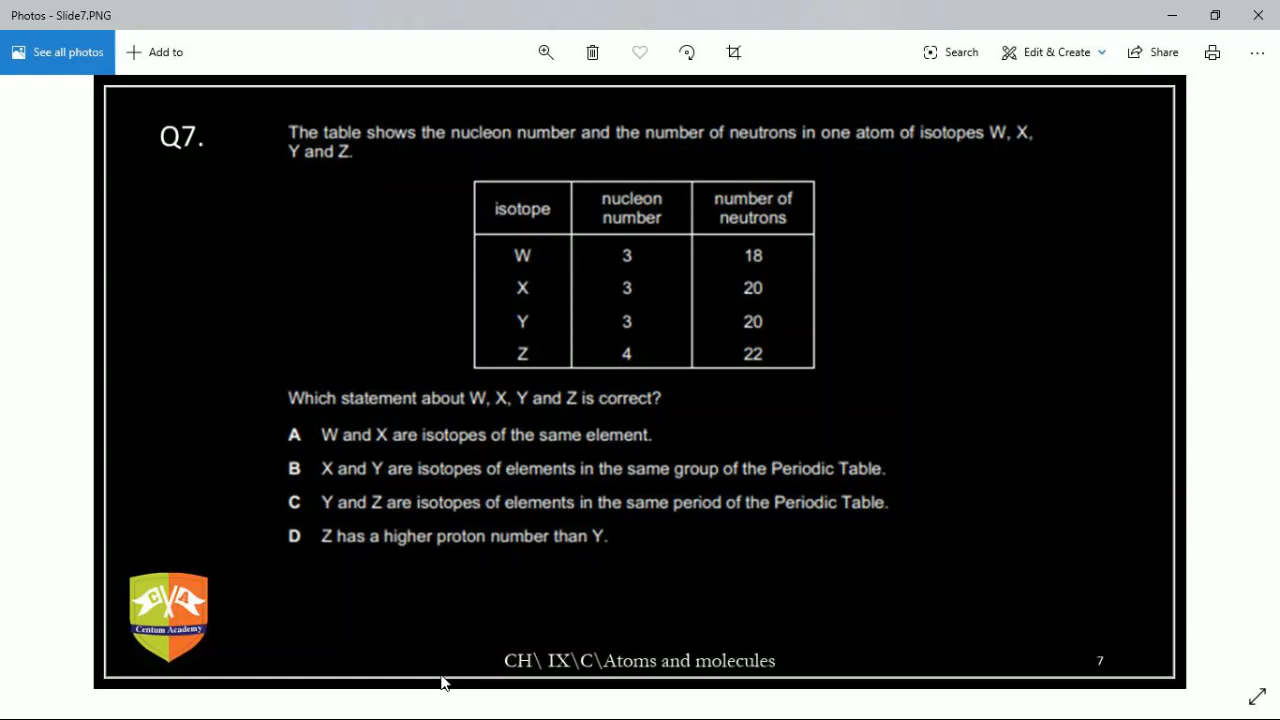 Photos - Slide7.PNG
See all photos
Add to
Search
Edit & Create
Share
Q7.
The table shows the nucleon number and the number of neutrons in one atom of isotopes W, X,
Y and Z.
isotope nucleon number number of neutrons
W 3 18
X 3 20
Y 3 20
Z 4 22
Which statement about W, X, Y and Z is correct?
A W and X are isotopes of the same element.
B X and Y are isotopes of elements in the same group of the Periodic Table.
C Y and Z are isotopes of elements in the same period of the Periodic Table.
D Z has a higher proton number than Y.
C A
Centum Academy
CH\ IX\C\Atoms and molecules
7